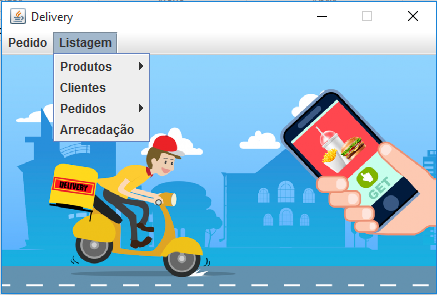 Delivery
Pedido Listagem
Produtos
Clientes
Pedidos
Arrecadação
DELIVERY
GET